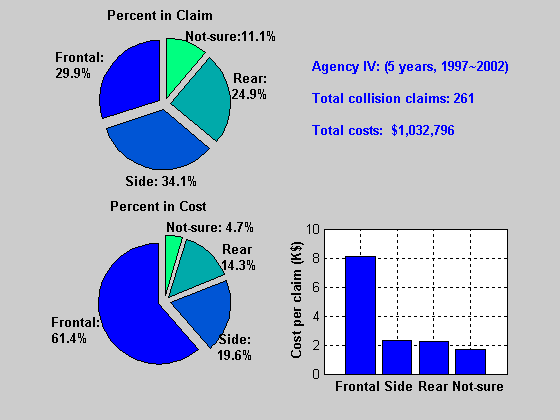 Percent in Claim
Not-sure:11.1%
Frontal:
29.9%
Rear:
24.9%
Side: 34.1%
Agency IV: (5 years, 1997~2002)
Total collision claims: 261
Total costs: $1,032,796
Percent in Cost
Not-sure: 4.7%
Rear
14.3%
Frontal:
61.4%
Side:
19.6%
Cost per claim (K$)
10
8
6
4
2
0
Frontal Side Rear Not-sure